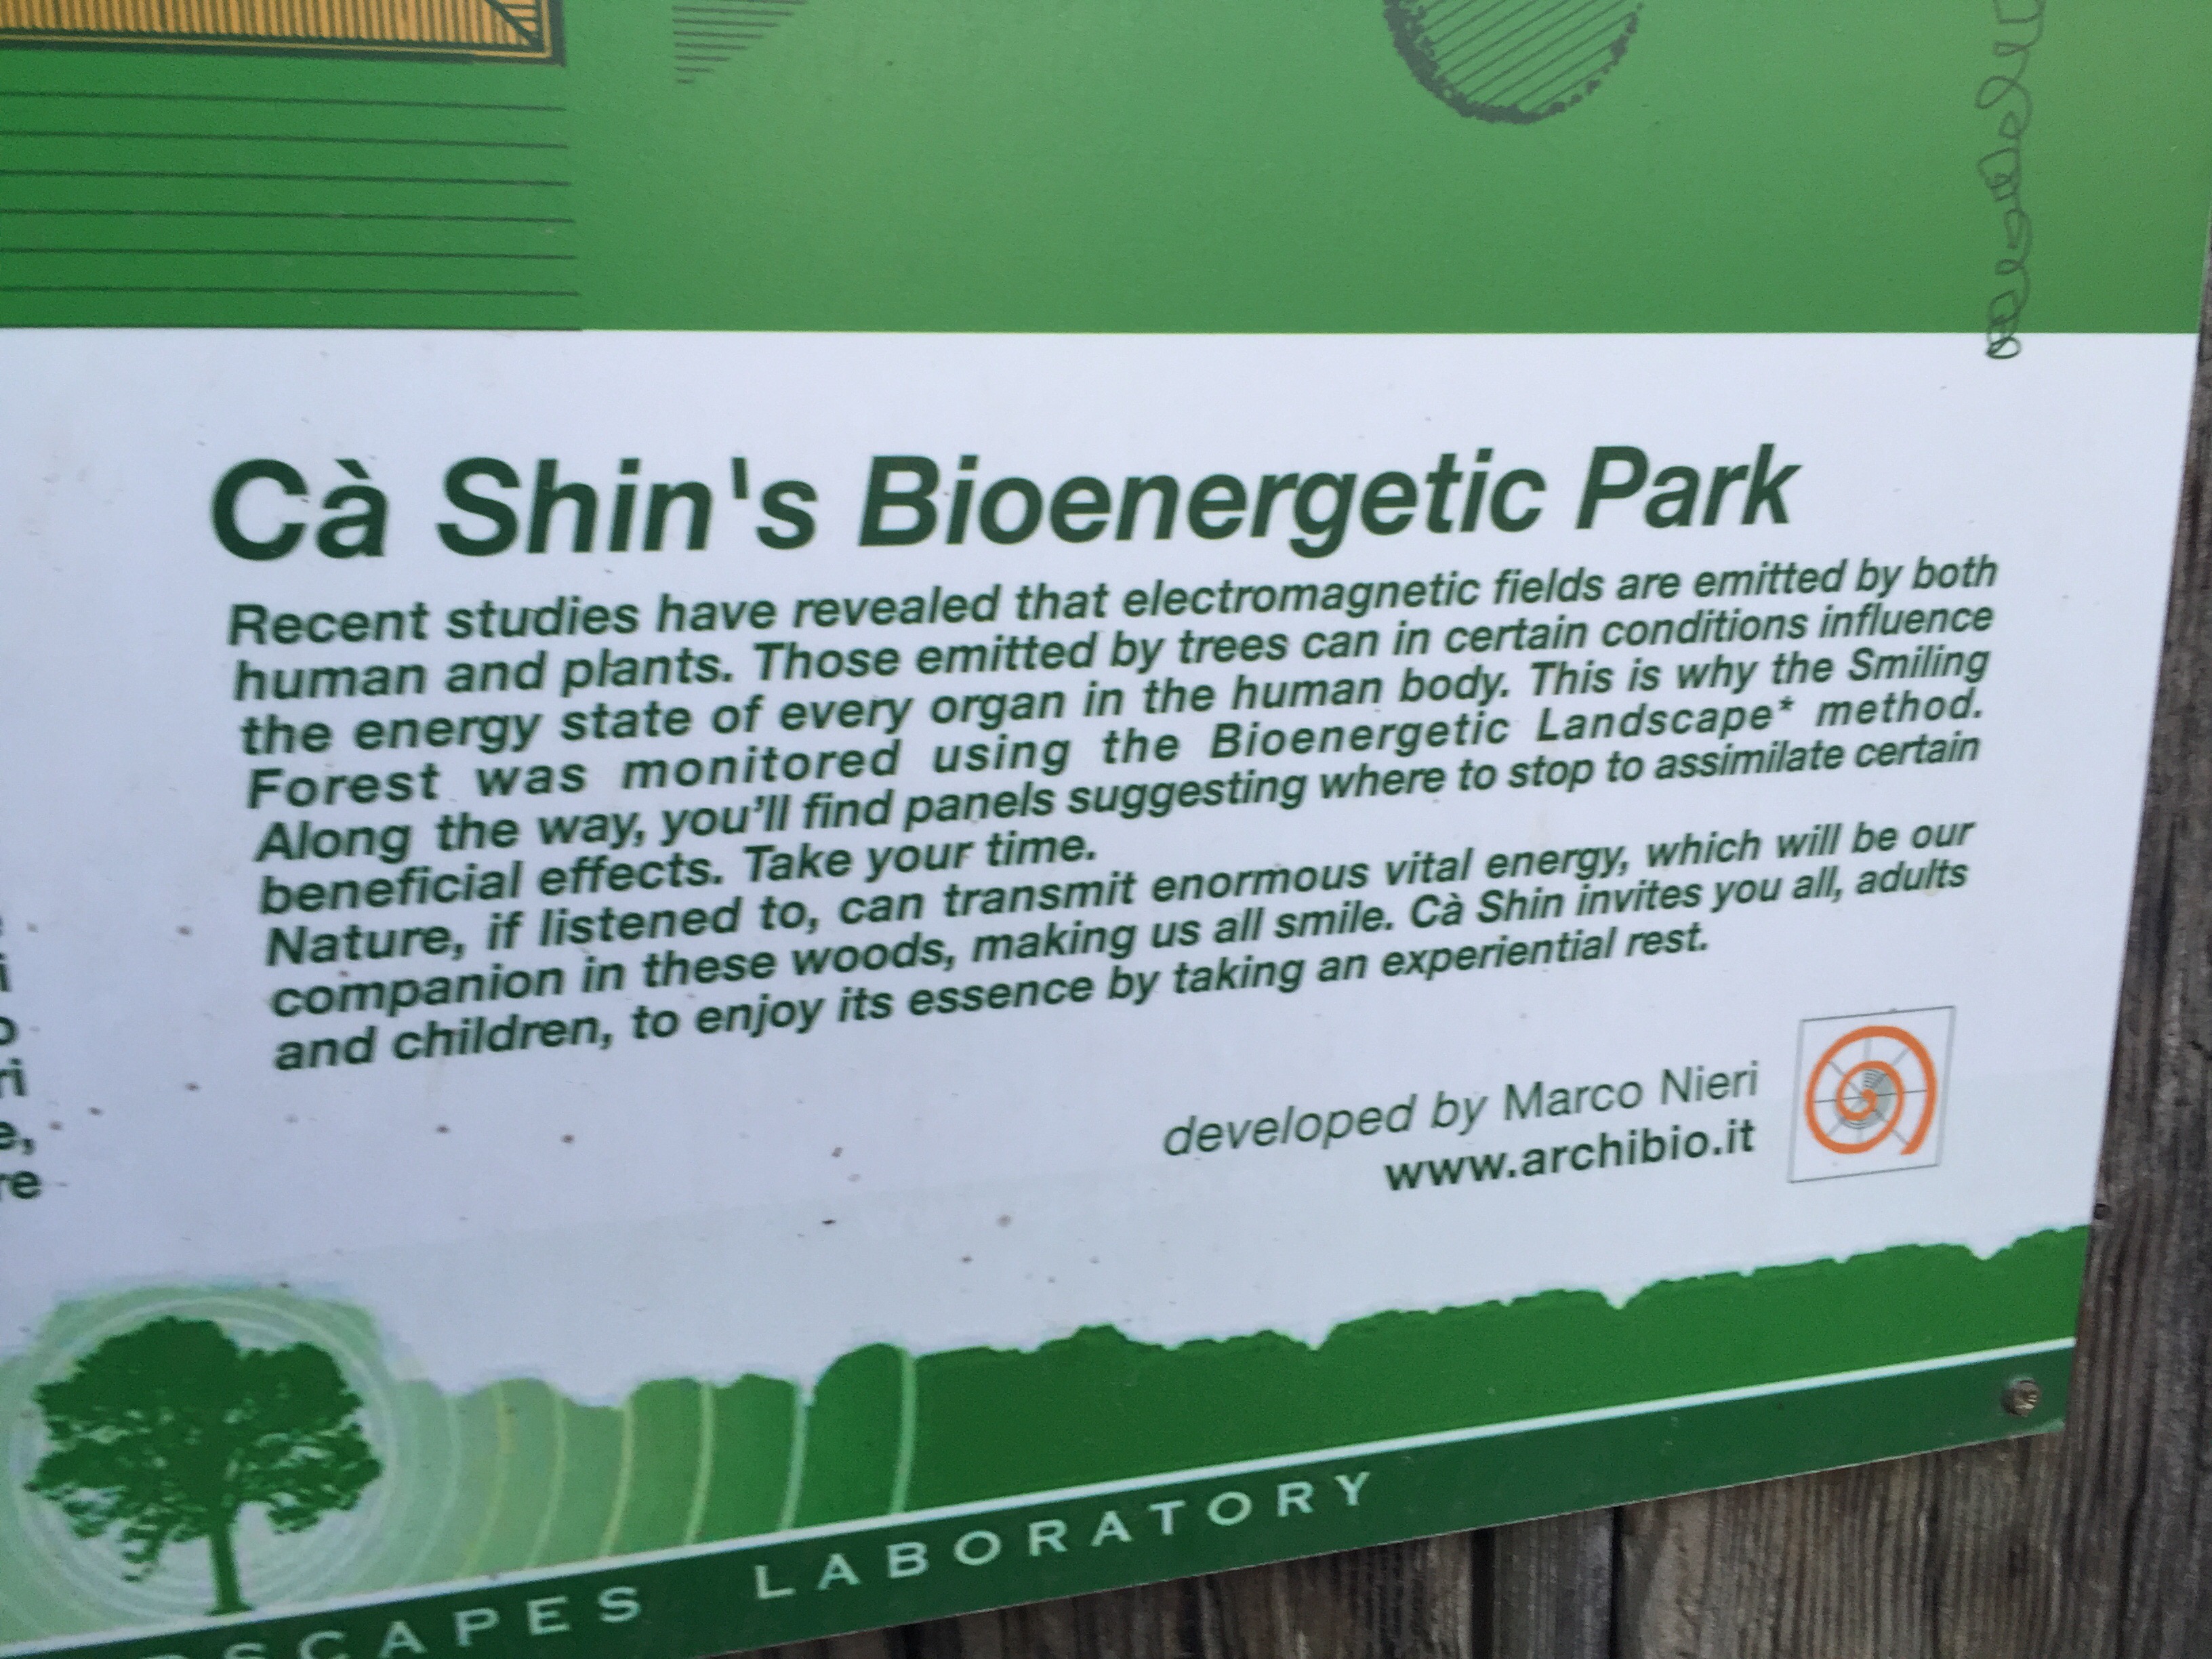 Cà Shin's Bioenergetic Park
Recent studies have revealed that electromagnetic fields are emitted by both
human and plants. Those emitted by trees can in certain conditions influence
the energy state of every organ in the human body. This is why the Smiling
Forest was monitored using the Bioenergetic Landscape* method.
Along the way, you'll find panels suggesting where to stop to assimilate certain
beneficial effects. Take your time.
Nature, if listened to, can transmit enormous vital energy, which will be our
companion in these woods, making us all smile. Cà Shin invites you all, adults
and children, to enjoy its essence by taking an experiential rest.
developed by Marco Nieri
www.archibio.it
SCAPES LABORATORY